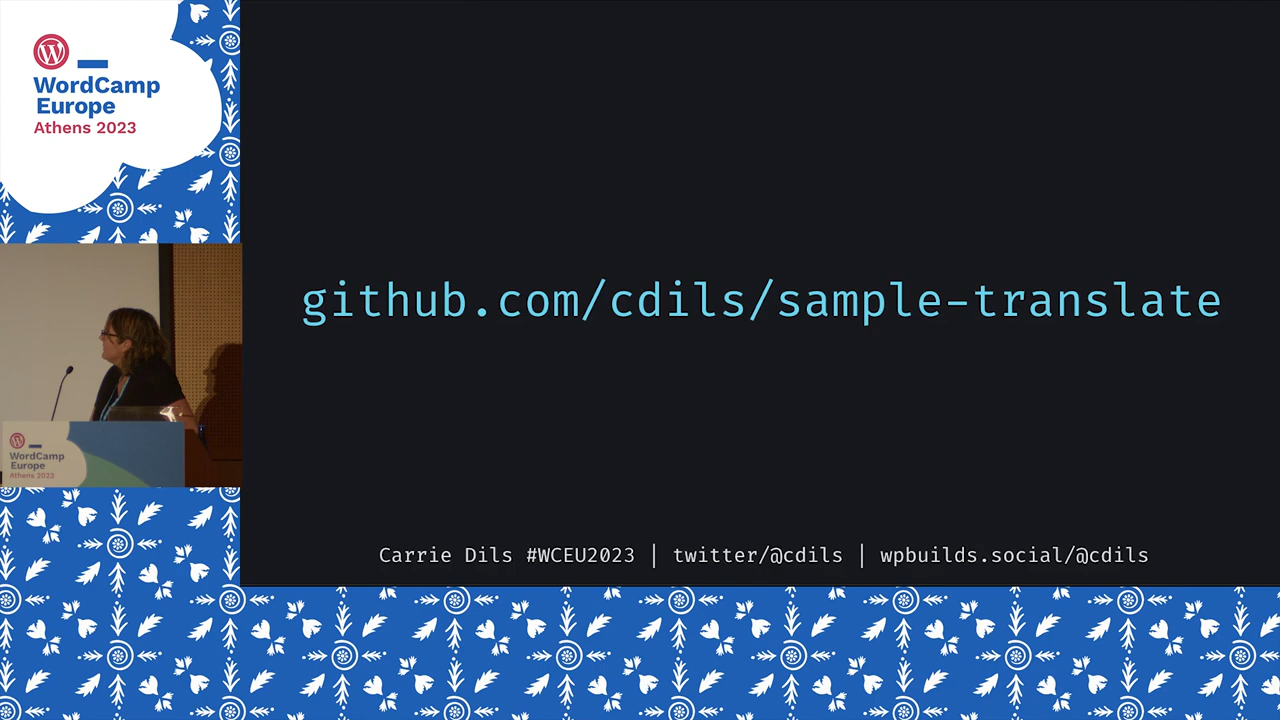 WordCamp
Europe
Athens 2023
github.com/cdils/sample-translate
WordCamp
Europe
Athens 2023
Carrie Dils #WCEU2023 | twitter/@cdils | wpbuilds.social/@cdils